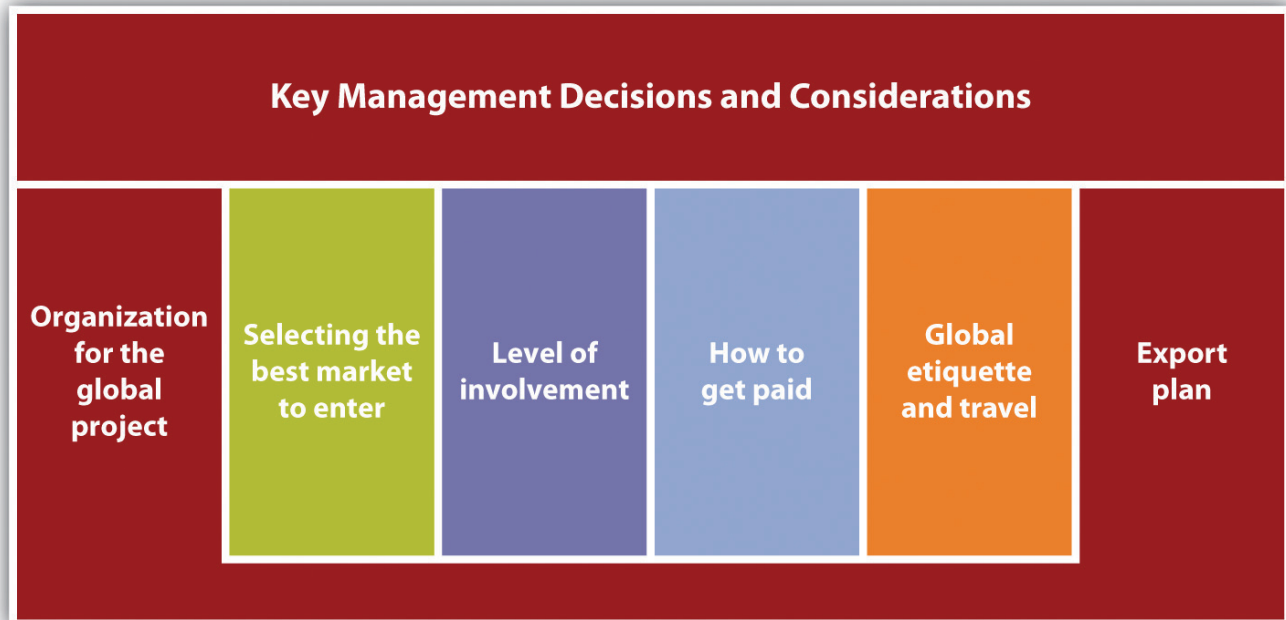 Key Management Decisions and Considerations
Organization
for the
global
project
Selecting the
best market
to enter
Level of
involvement
How to
get paid
Global
etiquette
and travel
Export
plan